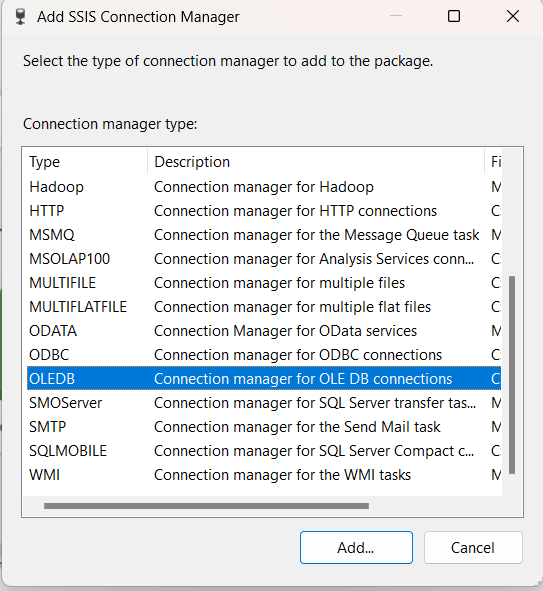 Add SSIS Connection Manager
Select the type of connection manager to add to the package.
Connection manager type:
Type Description Fi
Hadoop Connection manager for Hadoop M
HTTP Connection manager for HTTP connections C
MSMQ Connection manager for the Message Queue task M
MSOLAP100 Connection manager for Analysis Services conn... C
MULTIFILE Connection manager for multiple files C
MULTIFLATFILE Connection manager for multiple flat files C
ODATA Connection Manager for OData services M
ODBC Connection manager for ODBC connections C
OLEDB Connection manager for OLE DB connections C
SMOServer Connection manager for SQL Server transfer tas... M
SMTP Connection manager for the Send Mail task M
SQLMOBILE Connection manager for SQL Server Compact c... C
WMI Connection manager for the WMI tasks M
Add... Cancel